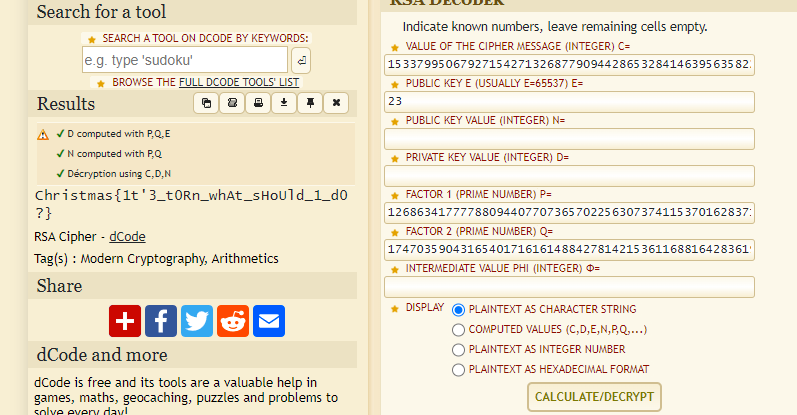 Search for a tool
SEARCH A TOOL ON DCODE BY KEYWORDS:
e.g. type 'sudoku'
BROWSE THE FULL DCODE TOOLS' LIST
Results
D computed with P,Q,E
N computed with P,Q
Décryption using C,D,N
Christmas{1t'3_tORn_whAt_sHoUld_1_d0
?}
RSA Cipher - dCode
Tag(s) : Modern Cryptography, Arithmetics
Share
dCode and more
dCode is free and its tools are a valuable help in
games, maths, geocaching, puzzles and problems to
solve every day!
RSA DECODER
Indicate known numbers, leave remaining cells empty.
VALUE OF THE CIPHER MESSAGE (INTEGER) C=
PUBLIC KEY E (USUALLY E=65537) E=
23
PUBLIC KEY VALUE (INTEGER) N=
PRIVATE KEY VALUE (INTEGER) D=
FACTOR 1 (PRIME NUMBER) P=
FACTOR 2 (PRIME NUMBER) Q=
INTERMEDIATE VALUE PHI (INTEGER) Φ=
DISPLAY
PLAINTEXT AS CHARACTER STRING
COMPUTED VALUES (C,D,E,N,P,Q,...)
PLAINTEXT AS INTEGER NUMBER
PLAINTEXT AS HEXADECIMAL FORMAT
CALCULATE/DECRYPT